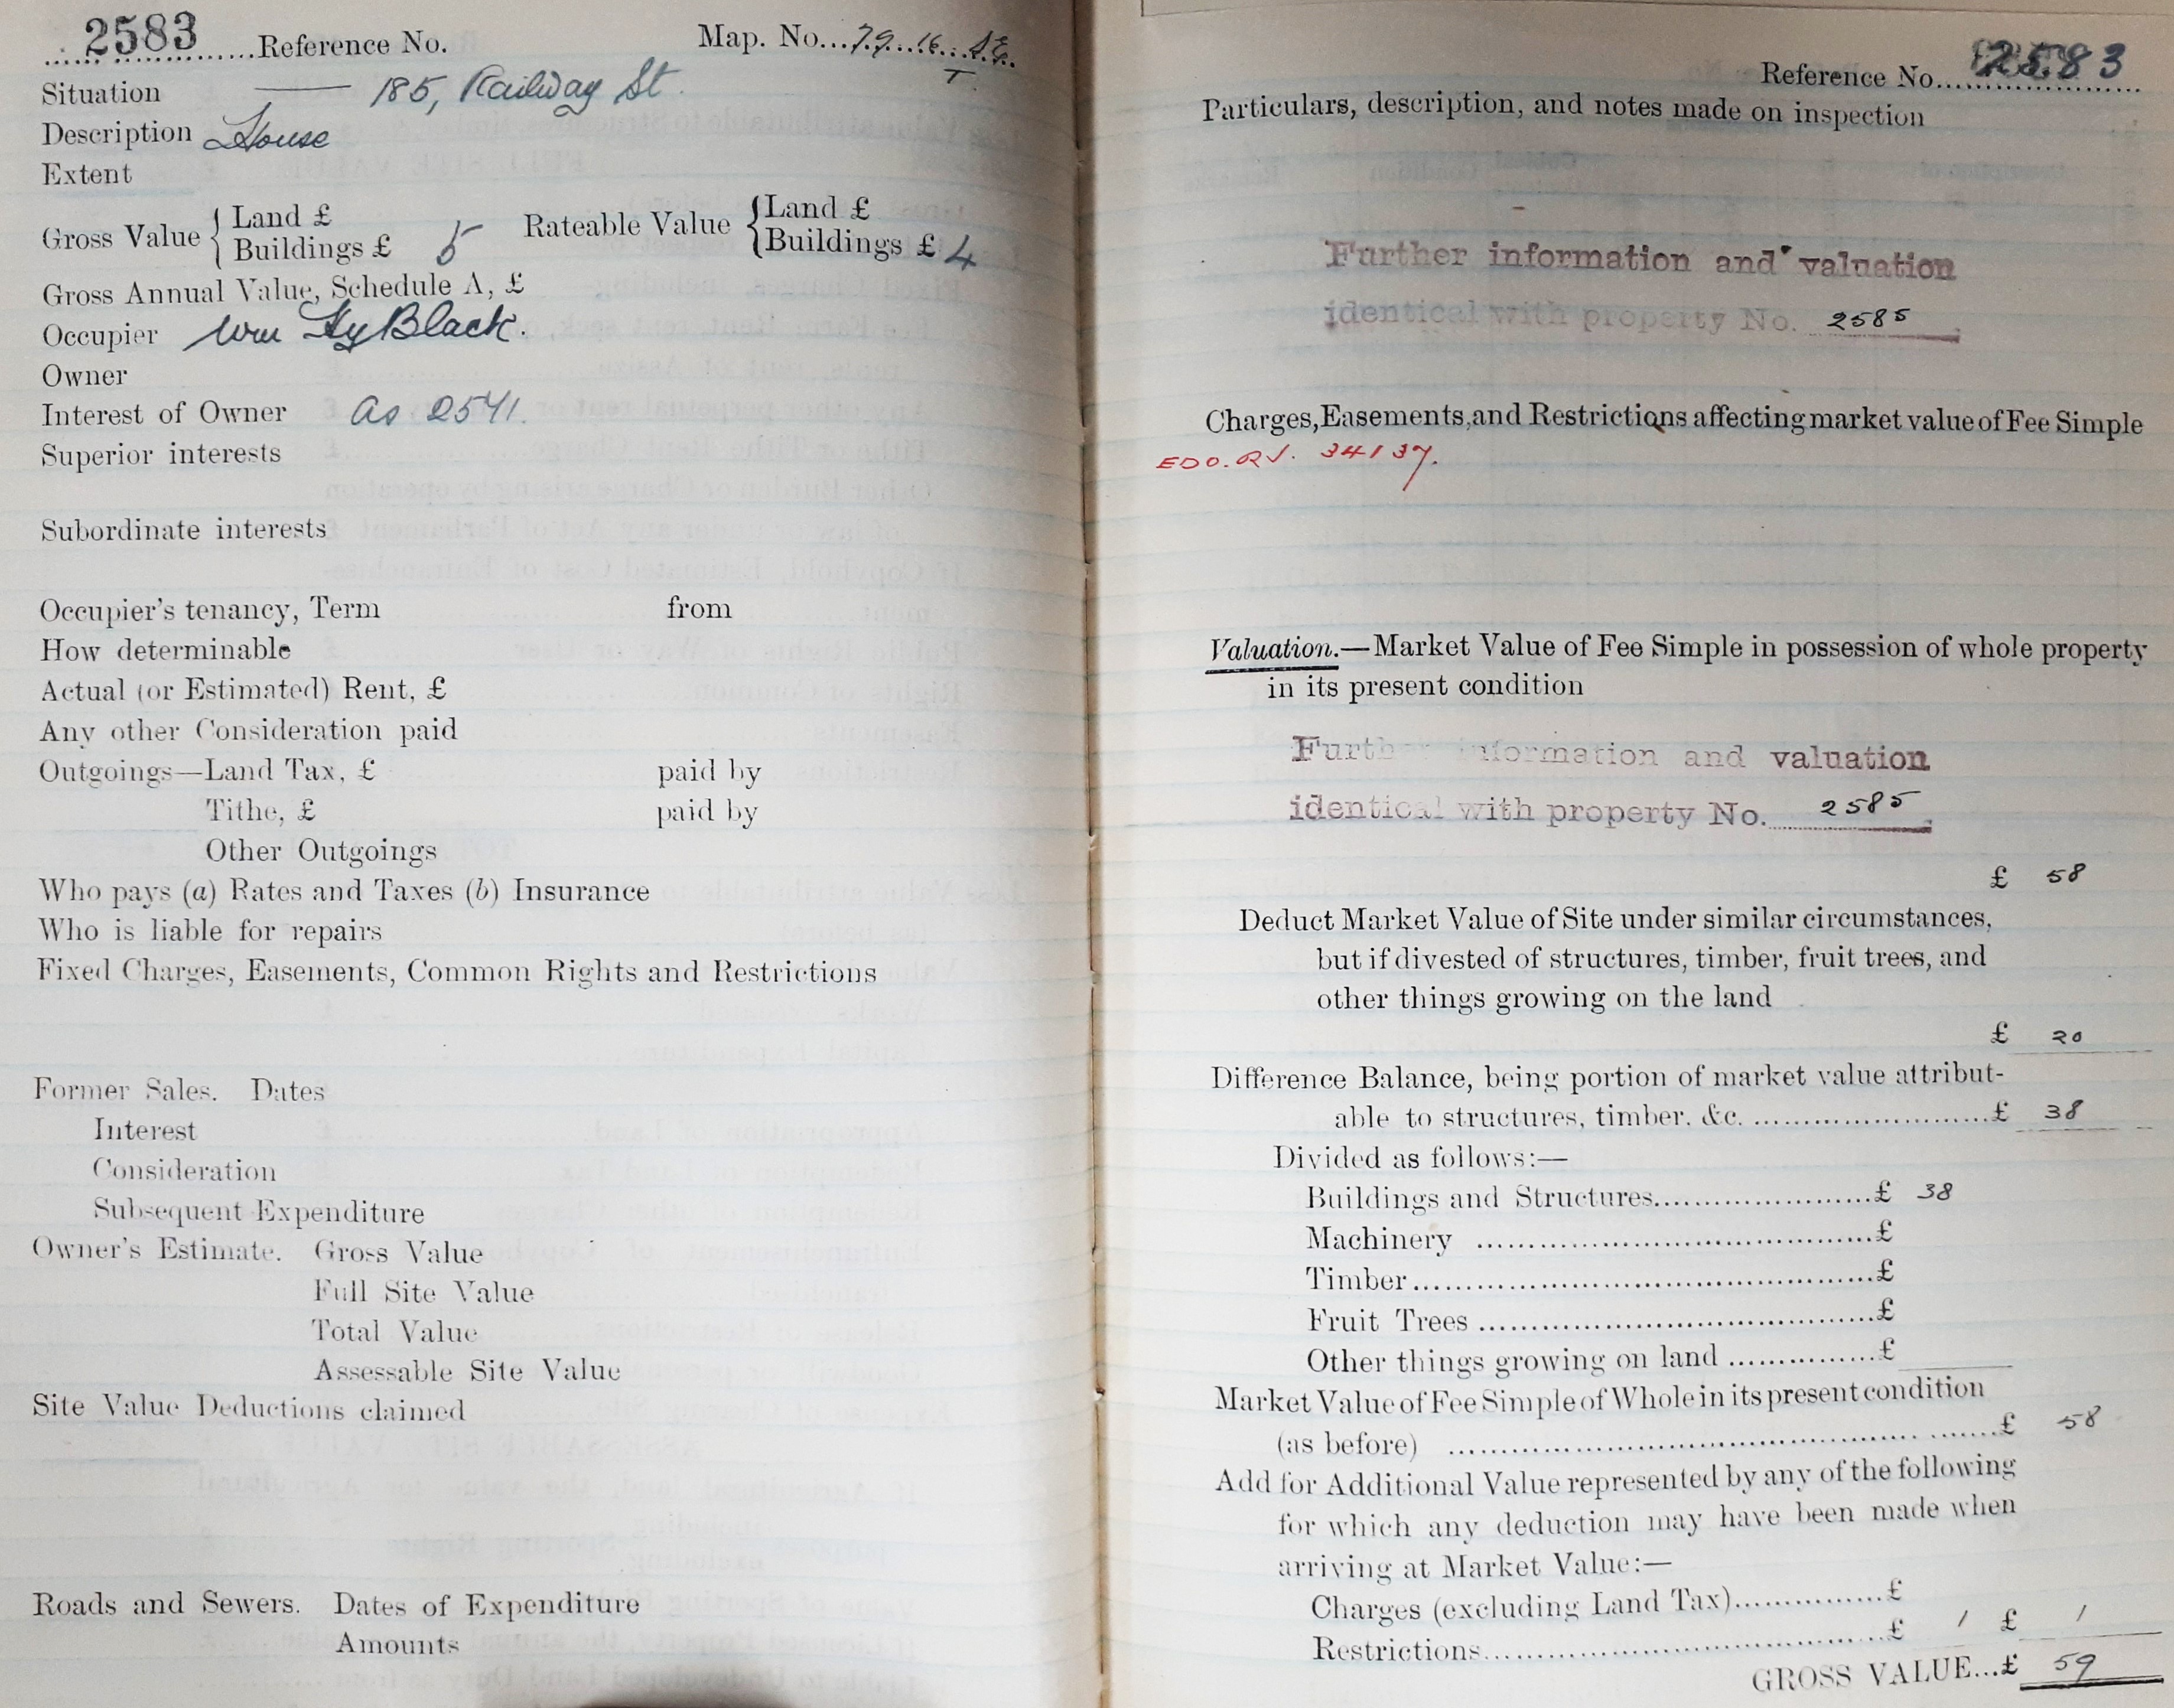 2583 Reference No. Map. No. 79 16 S.E.
T
Situation — 185, Railway St.
Description House
Extent
Gross Value { Land £
Buildings £ 5
Rateable Value { Land £
Buildings £ 4
Gross Annual Value, Schedule A, £
Occupier Wm Hy Black.
Owner
Interest of Owner As 2541.
Superior interests
Subordinate interests
Occupier's tenancy, Term from
How determinable
Actual (or Estimated) Rent, £
Any other Consideration paid
Outgoings—Land Tax, £ paid by
Tithe, £ paid by
Other Outgoings
Who pays (a) Rates and Taxes (b) Insurance
Who is liable for repairs
Fixed Charges, Easements, Common Rights and Restrictions
Former Sales. Dates
Interest
Consideration
Subsequent Expenditure
Owner's Estimate. Gross Value
Full Site Value
Total Value
Assessable Site Value
Site Value Deductions claimed
Roads and Sewers. Dates of Expenditure
Amounts
Reference No. 2583
Particulars, description, and notes made on inspection
Further information and valuation
identical with property No. 2585
Charges, Easements, and Restrictions affecting market value of Fee Simple
34137.
Valuation.—Market Value of Fee Simple in possession of whole property
in its present condition
Further information and valuation
identical with property No. 2585
£ 58
Deduct Market Value of Site under similar circumstances,
but if divested of structures, timber, fruit trees, and
other things growing on the land
£ 20
Difference Balance, being portion of market value attribut-
able to structures, timber. &c. ........................£ 38
Divided as follows:—
Buildings and Structures......................£ 38
Machinery ........................................£
Timber..............................................£
Fruit Trees ........................................£
Other things growing on land ...............£
Market Value of Fee Simple of Whole in its present condition
(as before) ........................................£ 58
Add for Additional Value represented by any of the following
for which any deduction may have been made when
arriving at Market Value:—
Charges (excluding Land Tax)...............£
Restrictions........................................£ 1 £ 1
GROSS VALUE...£ 59